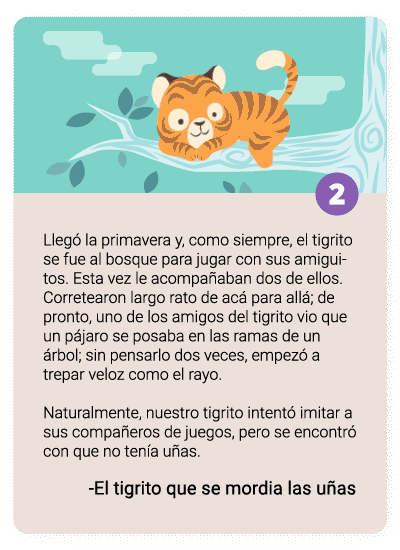 2
Llegó la primavera y, como siempre, el tigrito
se fue al bosque para jugar con sus amigui-
tos. Esta vez le acompañaban dos de ellos.
Corretearon largo rato de acá para allá; de
pronto, uno de los amigos del tigrito vio que
un pájaro se posaba en las ramas de un
árbol; sin pensarlo dos veces, empezó a
trepar veloz como el rayo.
Naturalmente, nuestro tigrito intentó imitar a
sus compañeros de juegos, pero se encontró
con que no tenía uñas.
-El tigrito que se mordia las uñas